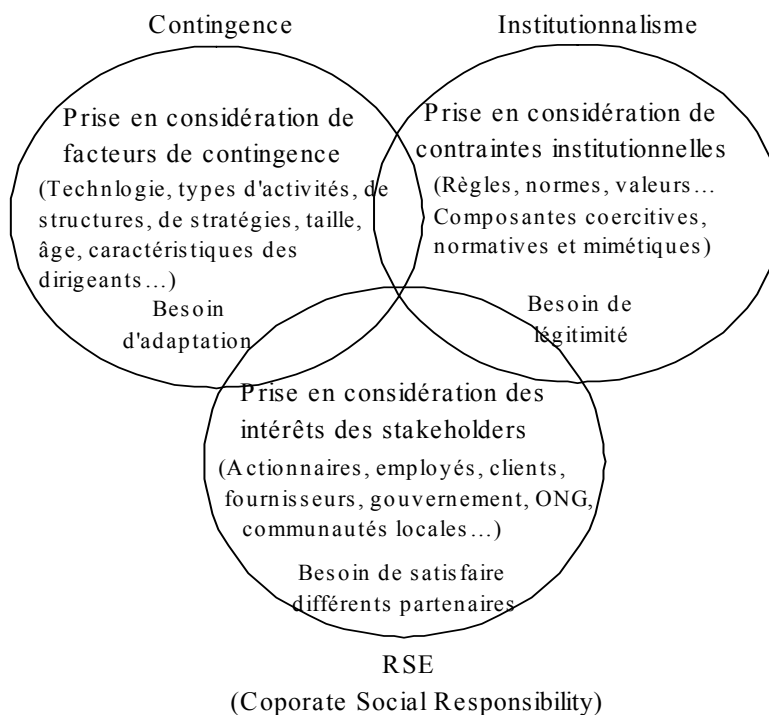 Contingence
Institutionnalisme
Prise en considération de
facteurs de contingence
(Technlogie, types d'activités, de
structures, de stratégies, taille,
âge, caractéristiques des
dirigeants…)
Besoin
d'adaptation
Prise en considération de
contraintes institutionnelles
(Règles, normes, valeurs…
Composantes coercitives,
normatives et mimétiques)
Besoin de
légitimité
Prise en considération des
intérêts des stakeholders
(Actionnaires, employés, clients,
fournisseurs, gouvernement, ONG,
communautés locales…)
Besoin de satisfaire
différents partenaires
RSE
(Coporate Social Responsibility)